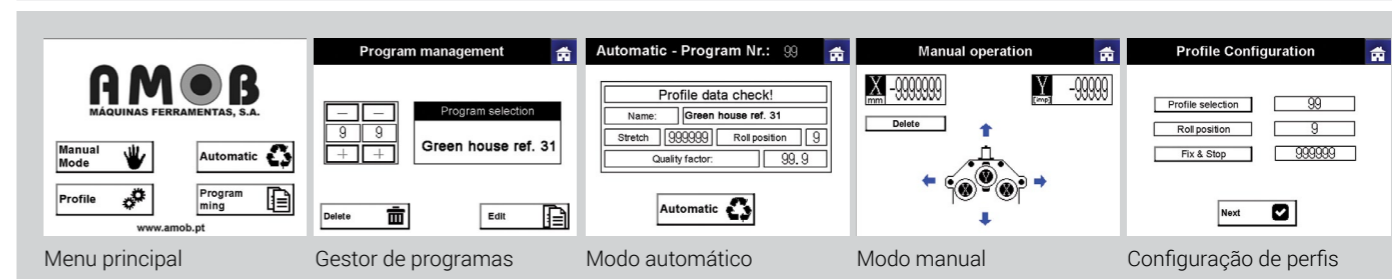 AMOB
MÁQUINAS FERRAMENTAS, S.A.
Manual Mode
Automatic
Profile
Program ming
www.amob.pt
Menu principal
Program management
— —
9 9
+ +
Program selection
Green house ref. 31
Delete
Edit
Gestor de programas
Automatic - Program Nr.: 99
Profile data check!
Name: Green house ref. 31
Stretch 999999 Roll position 9
Quality factor: 99.9
Automatic
Modo automático
Manual operation
X mm -9999999
Y [imp] -99999
Delete
Y
X X
Modo manual
Profile Configuration
Profile selection 99
Roll position 9
Fix & Stop 999999
Next
Configuração de perfis